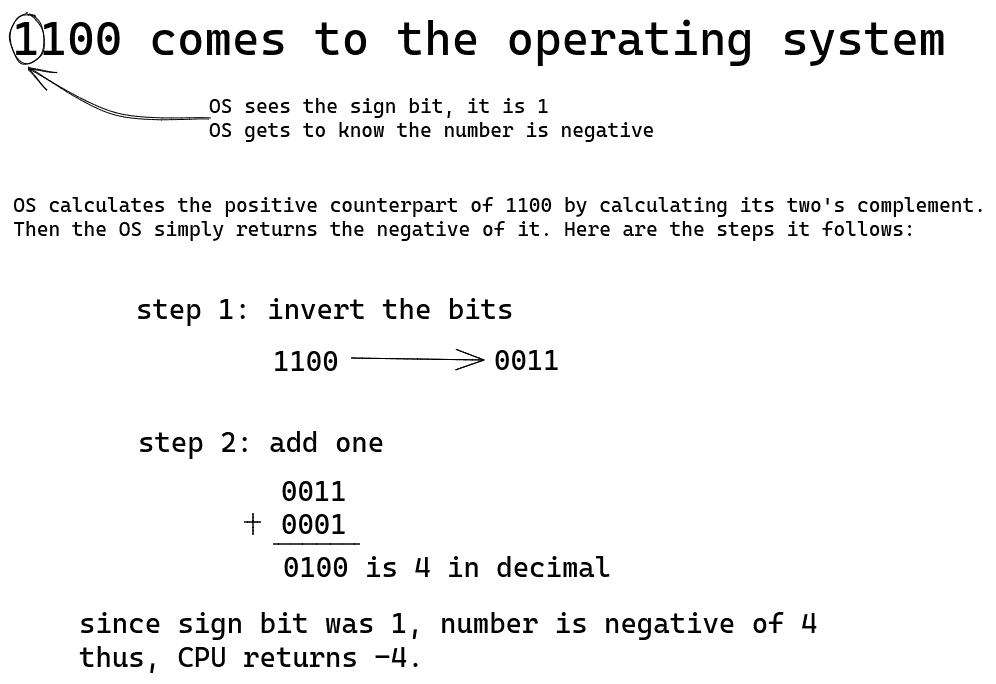 1100 comes to the operating system
OS sees the sign bit, it is 1
OS gets to know the number is negative
OS calculates the positive counterpart of 1100 by calculating its two's complement.
Then the OS simply returns the negative of it. Here are the steps it follows:
step 1: invert the bits
1100 0011
step 2: add one
0011
+ 0001
0100 is 4 in decimal
since sign bit was 1, number is negative of 4
thus, CPU returns -4.